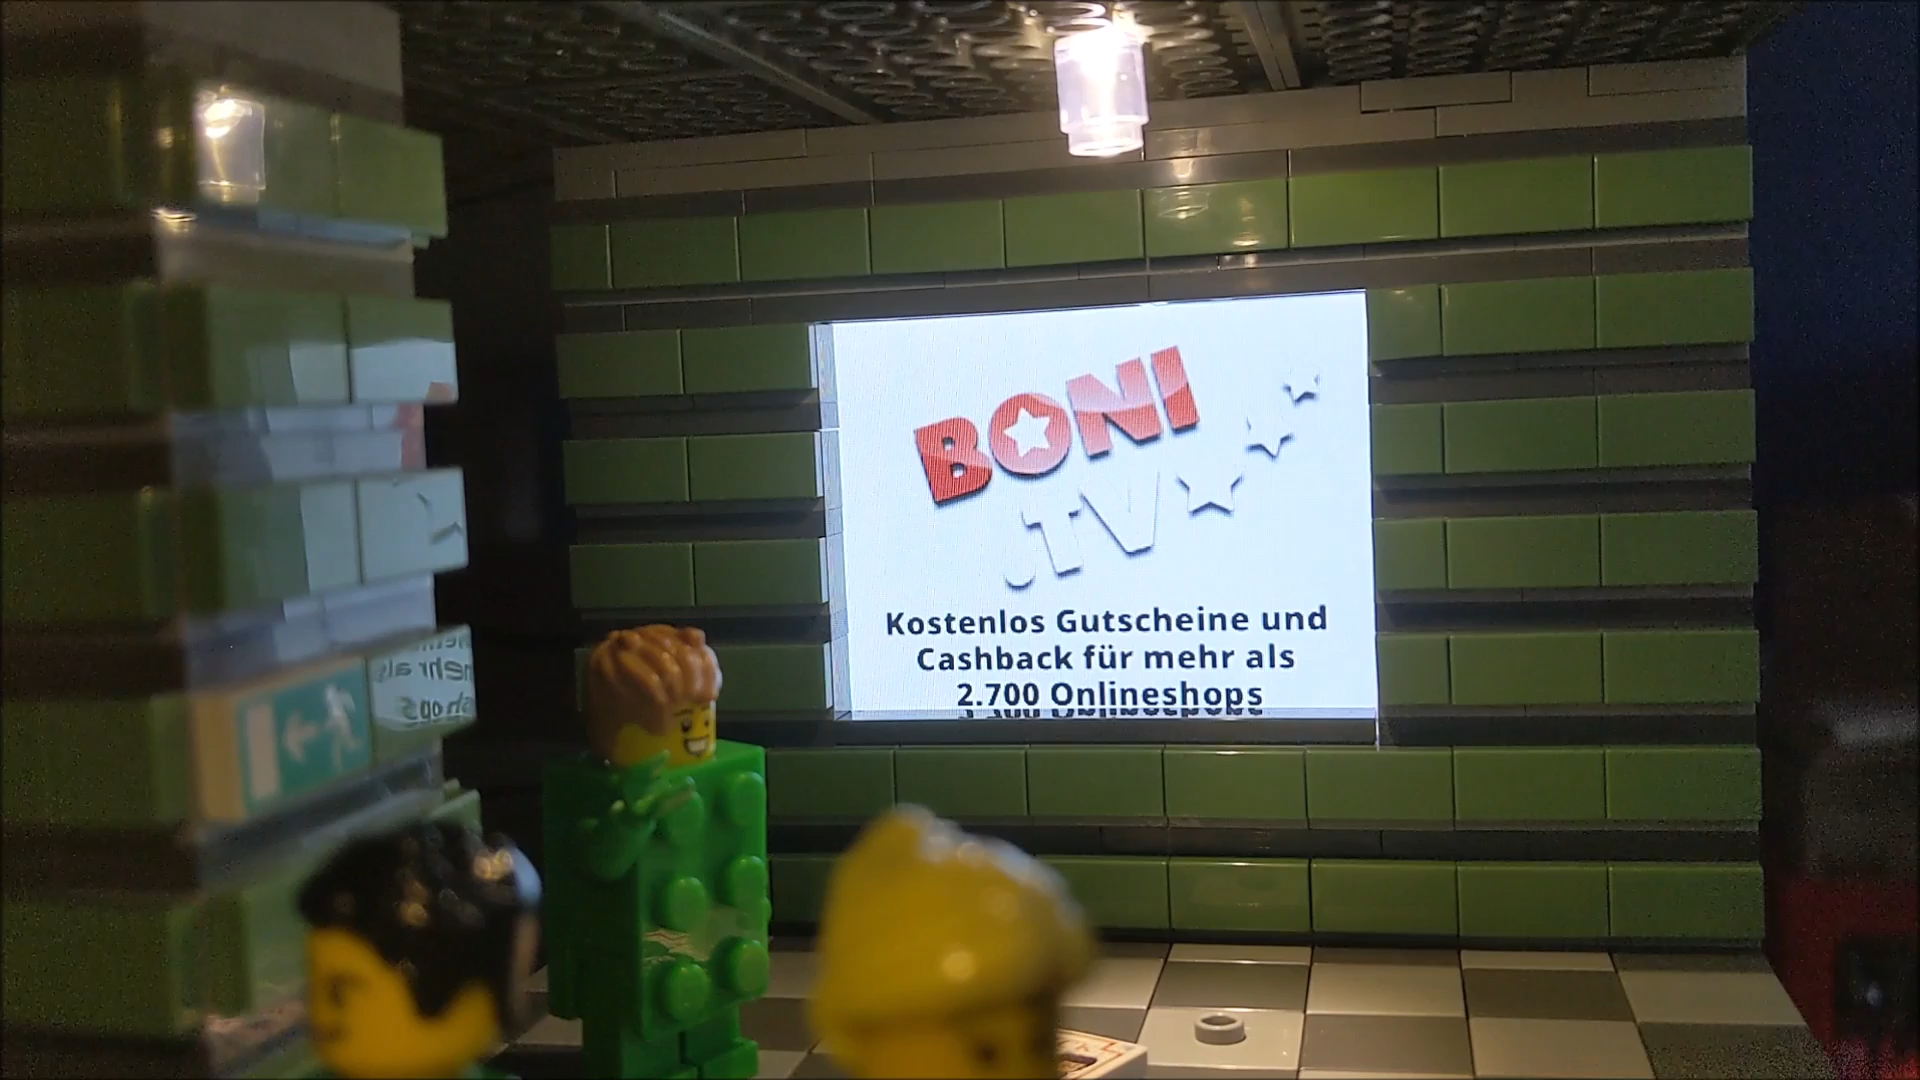 BONI
.TV
Kostenlos Gutscheine und
Cashback für mehr als
2.700 Onlineshops